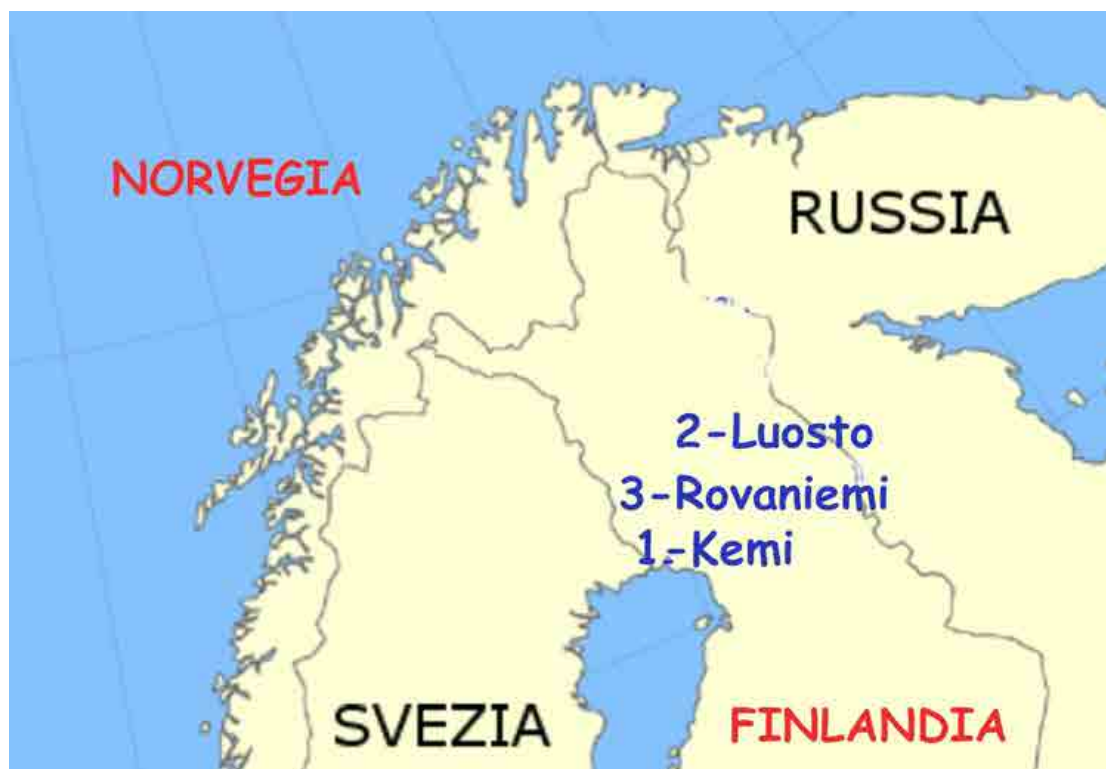 NORVEGIA
RUSSIA
2-Luosto
3-Rovaniemi
1-Kemi
SVEZIA
FINLANDIA